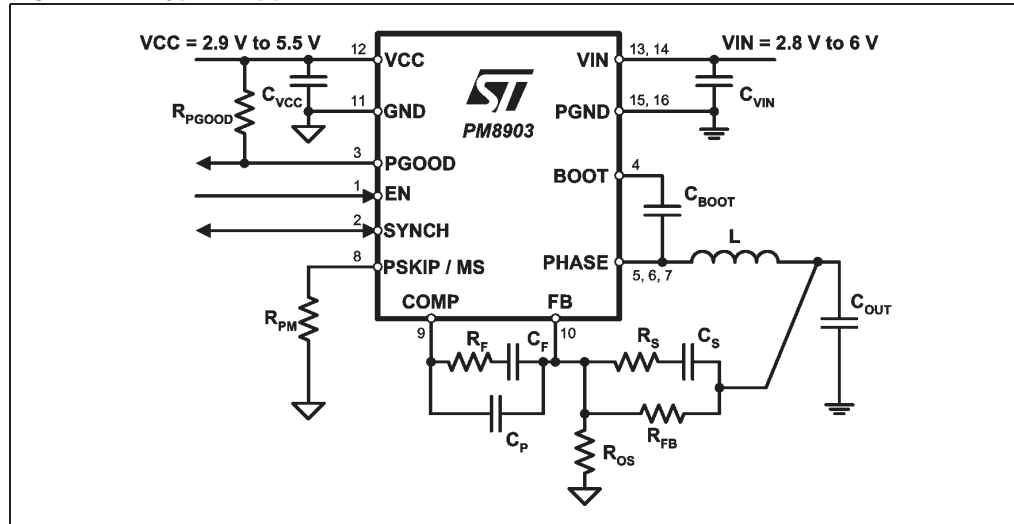 VCC = 2.9 V to 5.5 V
12
VCC
VIN
13, 14
VIN = 2.8 V to 6 V
CVCC
11
GND
ST
PM8903
PGND
15, 16
CVIN
RPGOOD
3
PGOOD
BOOT
4
1
EN
CBOOT
2
SYNCH
L
8
PSKIP / MS
PHASE
5, 6, 7
COMP
FB
COUT
RPM
9
10
RF
CF
RS
CS
CP
RFB
ROS